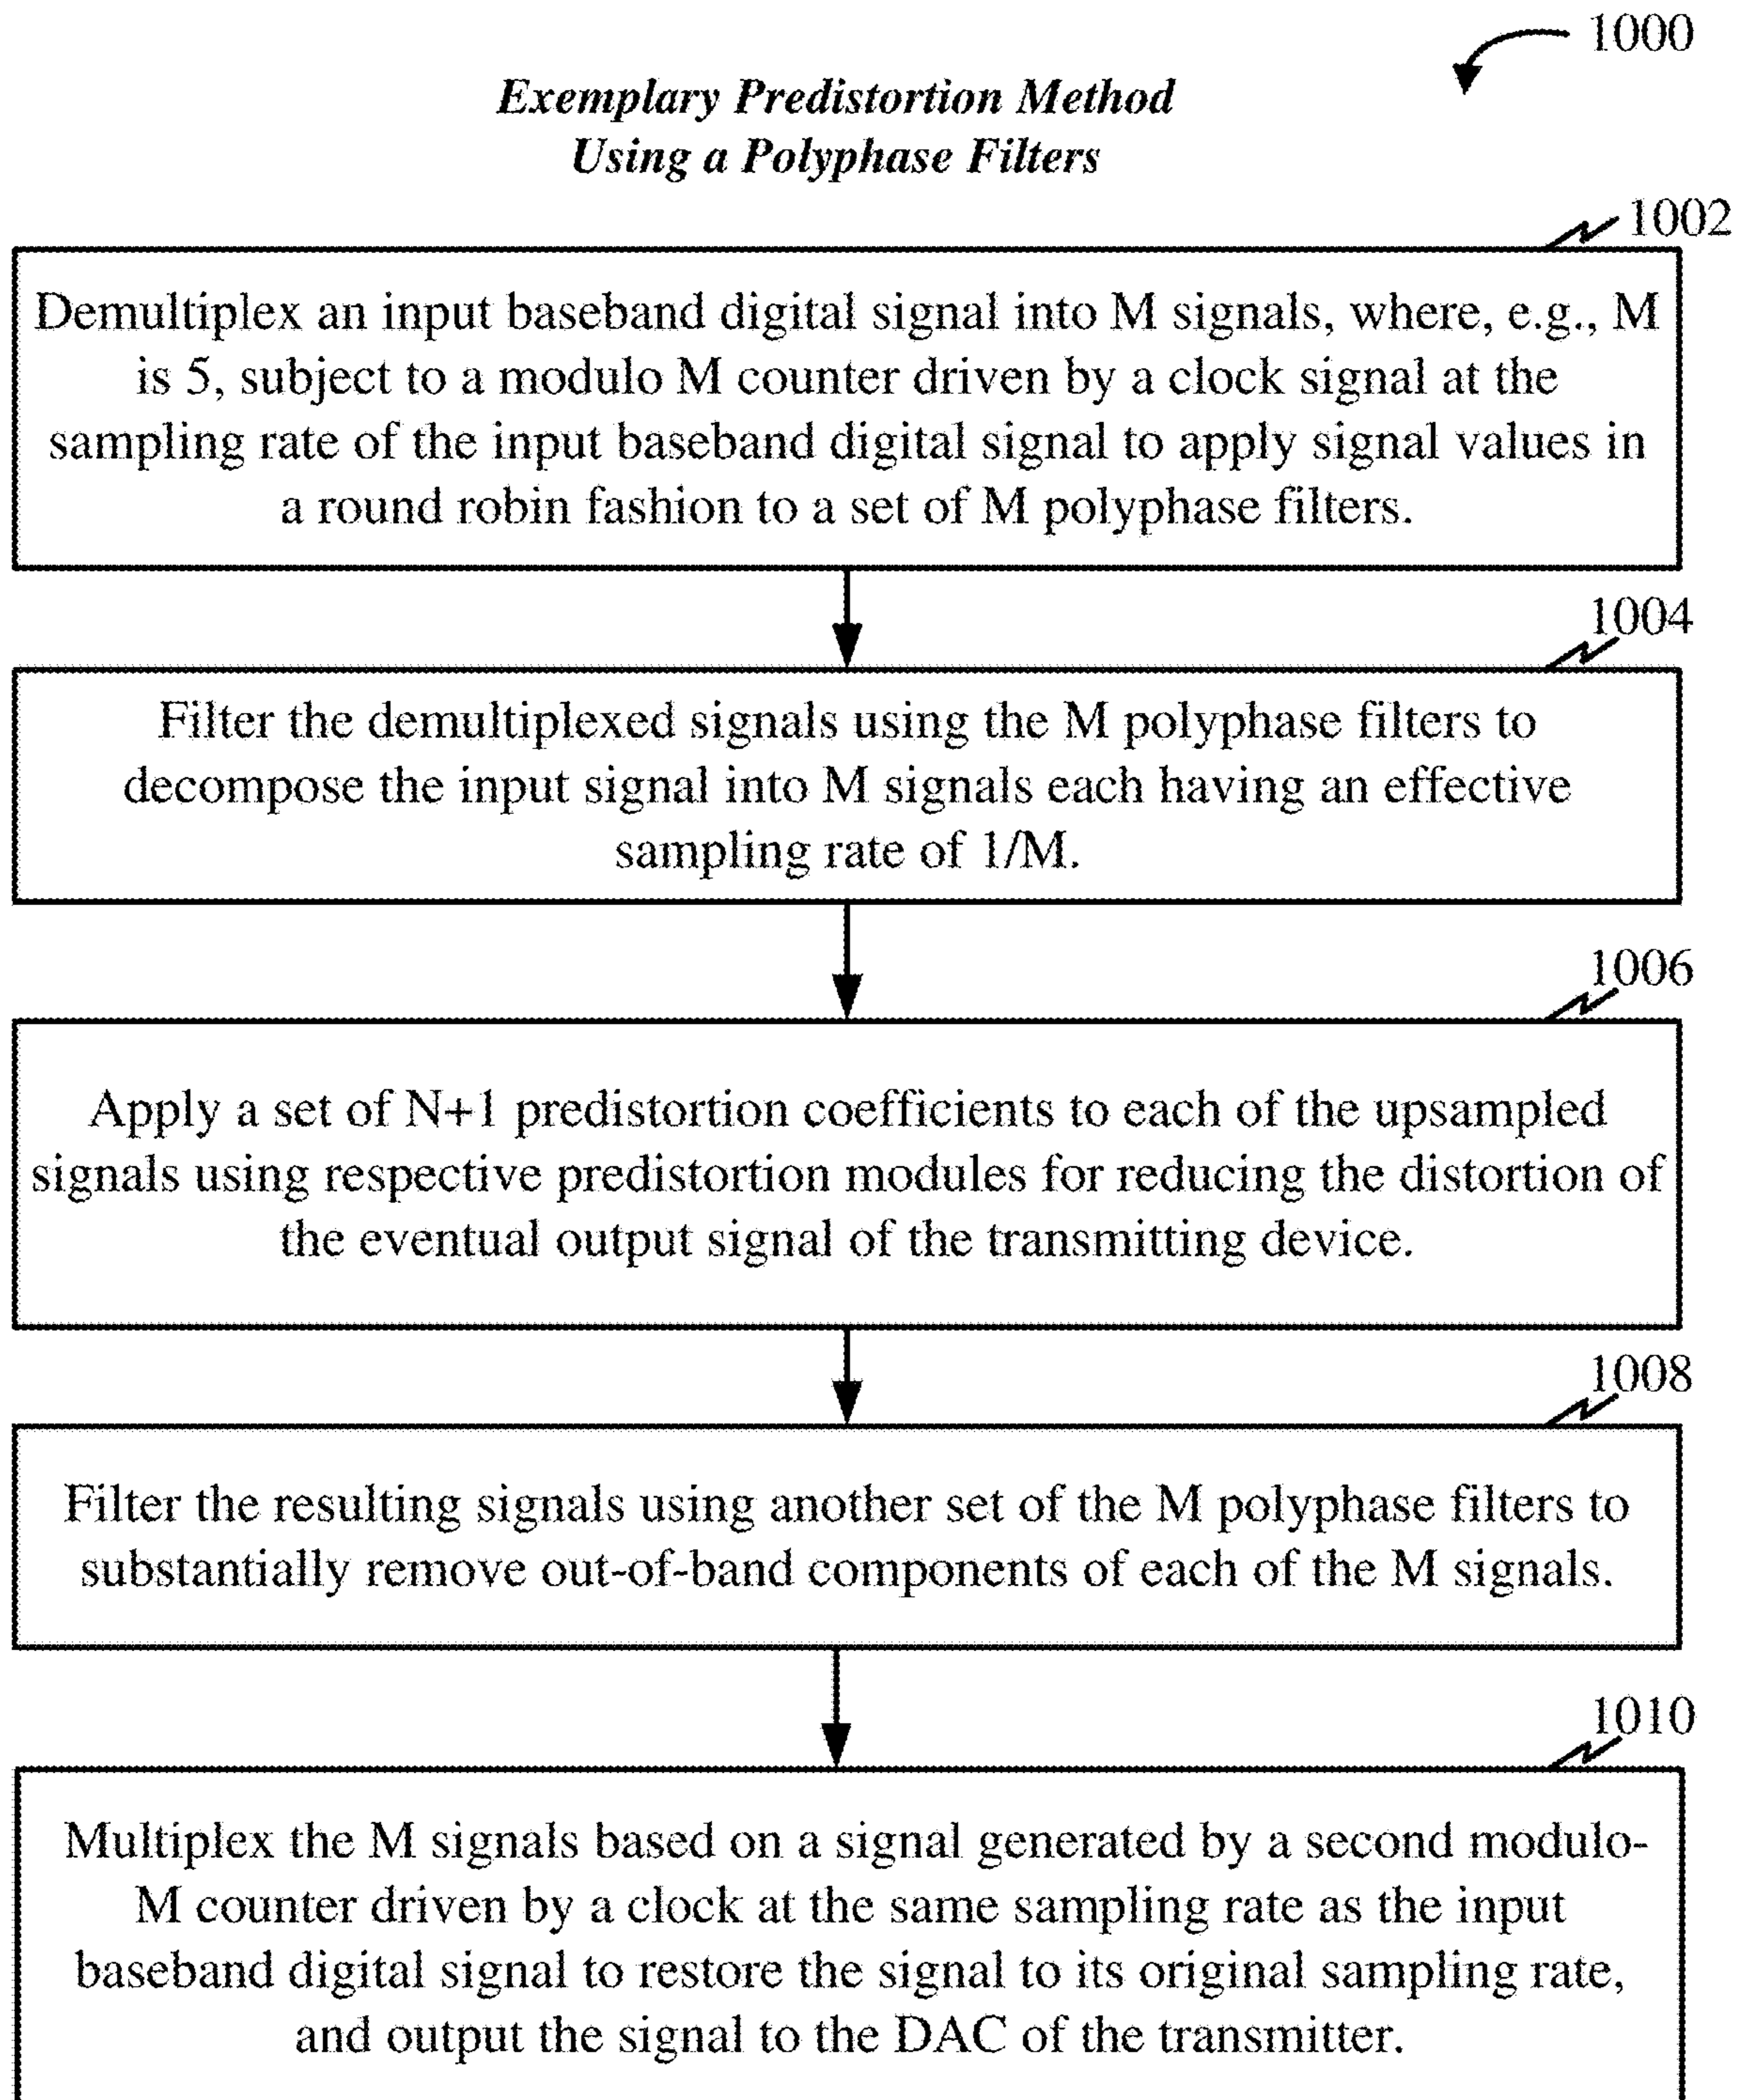 1000
Exemplary Predistortion Method
Using a Polyphase Filters
1002
Demultiplex an input baseband digital signal into M signals, where, e.g., M
is 5, subject to a modulo M counter driven by a clock signal at the
sampling rate of the input baseband digital signal to apply signal values in
a round robin fashion to a set of M polyphase filters.
1004
Filter the demultiplexed signals using the M polyphase filters to
decompose the input signal into M signals each having an effective
sampling rate of 1/M.
1006
Apply a set of N+1 predistortion coefficients to each of the upsampled
signals using respective predistortion modules for reducing the distortion of
the eventual output signal of the transmitting device.
1008
Filter the resulting signals using another set of the M polyphase filters to
substantially remove out-of-band components of each of the M signals.
1010
Multiplex the M signals based on a signal generated by a second modulo-
M counter driven by a clock at the same sampling rate as the input
baseband digital signal to restore the signal to its original sampling rate,
and output the signal to the DAC of the transmitter.